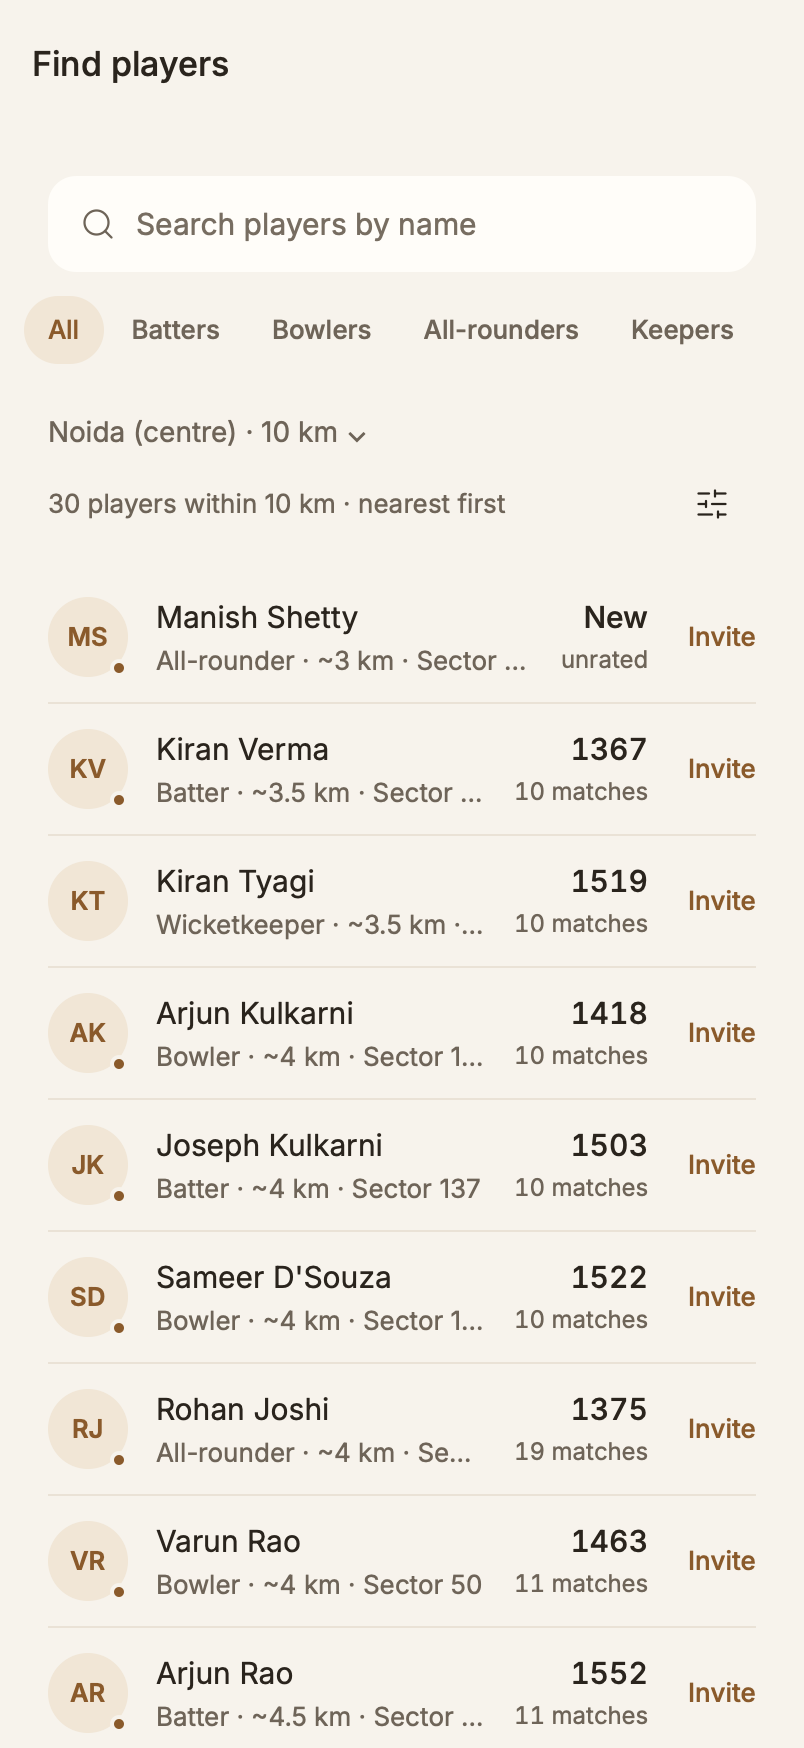 Find players
Search players by name
All Batters Bowlers All-rounders Keepers
Noida (centre) · 10 km
30 players within 10 km · nearest first
MS Manish Shetty New Invite
All-rounder · ~3 km · Sector ... unrated
KV Kiran Verma 1367 Invite
Batter · ~3.5 km · Sector ... 10 matches
KT Kiran Tyagi 1519 Invite
Wicketkeeper · ~3.5 km ·... 10 matches
AK Arjun Kulkarni 1418 Invite
Bowler · ~4 km · Sector 1... 10 matches
JK Joseph Kulkarni 1503 Invite
Batter · ~4 km · Sector 137 10 matches
SD Sameer D'Souza 1522 Invite
Bowler · ~4 km · Sector 1... 10 matches
RJ Rohan Joshi 1375 Invite
All-rounder · ~4 km · Se... 19 matches
VR Varun Rao 1463 Invite
Bowler · ~4 km · Sector 50 11 matches
AR Arjun Rao 1552 Invite
Batter · ~4.5 km · Sector ... 11 matches